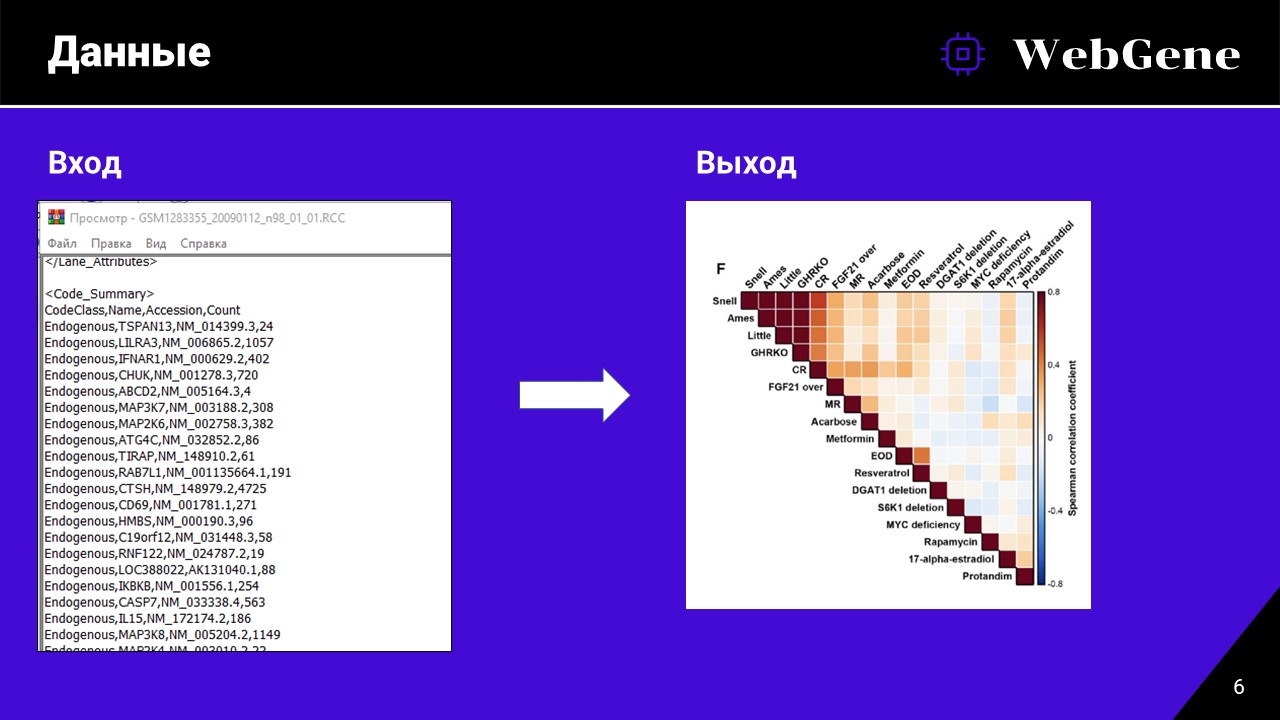 Данные
WebGene
Вход
Выход
Просмотр - GSM1283355_20090112_n98_01_01.RCC
Файл Правка Вид Справка
</Lane_Attributes>
<Code_Summary>
CodeClass,Name,Accession,Count
Endogenous,TSPAN13,NM_014399.3,24
Endogenous,LILRA3,NM_006865.2,1057
Endogenous,IFNAR1,NM_000629.2,402
Endogenous,CHUK,NM_001278.3,720
Endogenous,ABCD2,NM_005164.3,4
Endogenous,MAP3K7,NM_003188.2,308
Endogenous,MAP2K6,NM_002758.3,382
Endogenous,ATG4C,NM_032852.2,86
Endogenous,TIRAP,NM_148910.2,61
Endogenous,RAB7L1,NM_001135664.1,191
Endogenous,CTSH,NM_148979.2,4725
Endogenous,CD69,NM_001781.1,271
Endogenous,HMBS,NM_000190.3,96
Endogenous,C19orf12,NM_031448.3,58
Endogenous,RNF122,NM_024787.2,19
Endogenous,LOC388022,AK131040.1,88
Endogenous,IKBKB,NM_001556.1,254
Endogenous,CASP7,NM_033338.4,563
Endogenous,IL15,NM_172174.2,186
Endogenous,MAP3K8,NM_005204.2,1149
Endogenous,MAP2K4,NM_003010.2,22
F
Snell
Ames
Little
GHRKO
CR
FGF21 over
MR
Acarbose
Metformin
EOD
Resveratrol
DGAT1 deletion
S6K1 deletion
MYC deficiency
Rapamycin
17-alpha-estradiol
Protandim
Snell
Ames
Little
GHRKO
CR
FGF21 over
MR
Acarbose
Metformin
EOD
Resveratrol
DGAT1 deletion
S6K1 deletion
MYC deficiency
Rapamycin
17-alpha-estradiol
Protandim
0.8
0.4
0
-0.4
-0.8
Spearman correlation coefficient
6